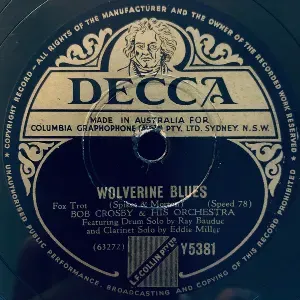 COPYRIGHT RECORD · ALL RIGHTS OF THE MANUFACTURER AND THE OWNER OF THE RECORDED WORK RESERVED
DECCA
MADE IN AUSTRALIA FOR
COLUMBIA GRAPHOPHONE PTY. LTD. SYDNEY. N.S.W.
WOLVERINE BLUES
Fox Trot (Spikes & Morton) (Speed 78)
BOB CROSBY & HIS ORCHESTRA
Featuring Drum Solo by Ray Bauduc
and Clarinet Solo by Eddie Miller
(63272) Y5381
UNAUTHORISED PUBLIC PERFORMANCE, BROADCASTING AND COPYING OF THIS RECORD